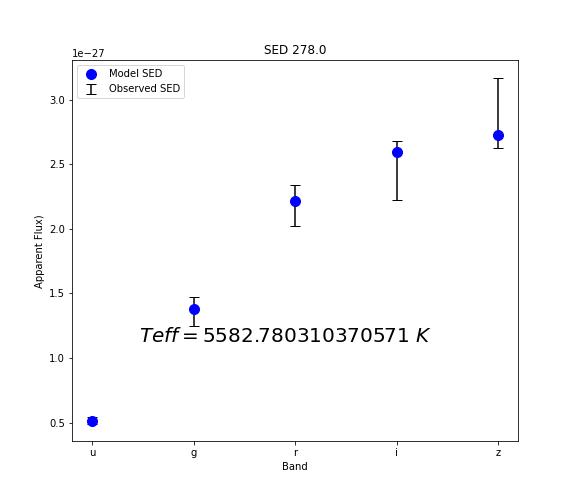 SED 278.0
1e−27
Model SED
Observed SED
3.0
2.5
2.0
1.5
1.0
0.5
Apparent Flux)
Teff = 5582.780310370571 K
u g r i z
Band